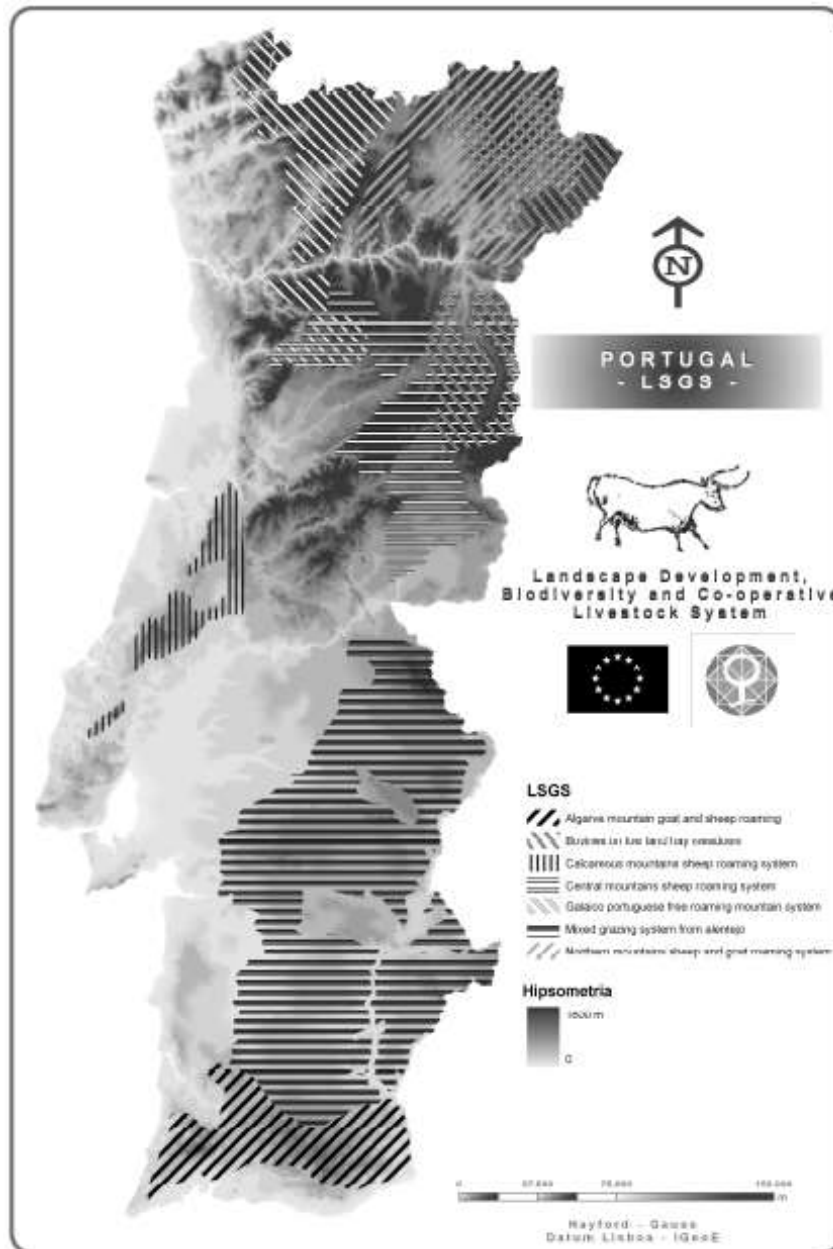 N
PORTUGAL
- LSGS -
Landscape Development,
Biodiversity and Co-operative
Livestock System
LSGS
Algarve mountain goat and sheep roaming
Calcareous mountains sheep roaming system
Central mountains sheep roaming system
Galaico portuguese free roaming mountain system
Mixed grazing system from alentejo
Northern mountains sheep and goat roaming system
Hipsometria
0
0
m
Hayford - Gauss
Datum Lisboa - IGeoE